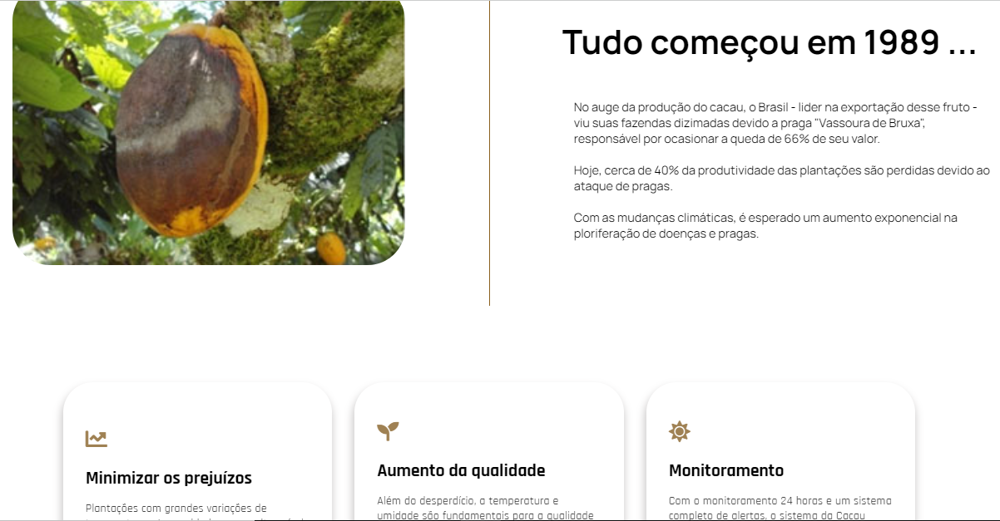 Tudo começou em 1989 ...
No auge da produção do cacau, o Brasil - lider na exportação desse fruto -
viu suas fazendas dizimadas devido a praga "Vassoura de Bruxa",
responsável por ocasionar a queda de 66% de seu valor.
Hoje, cerca de 40% da produtividade das plantações são perdidas devido ao
ataque de pragas.
Com as mudanças climáticas, é esperado um aumento exponencial na
ploriferação de doenças e pragas.
Minimizar os prejuízos
Plantações com grandes variações de
Aumento da qualidade
Além do desperdício, a temperatura e
umidade são fundamentais para a qualidade
Monitoramento
Com o monitoramento 24 horas e um sistema
completo de alertas, o sistema da Cacau